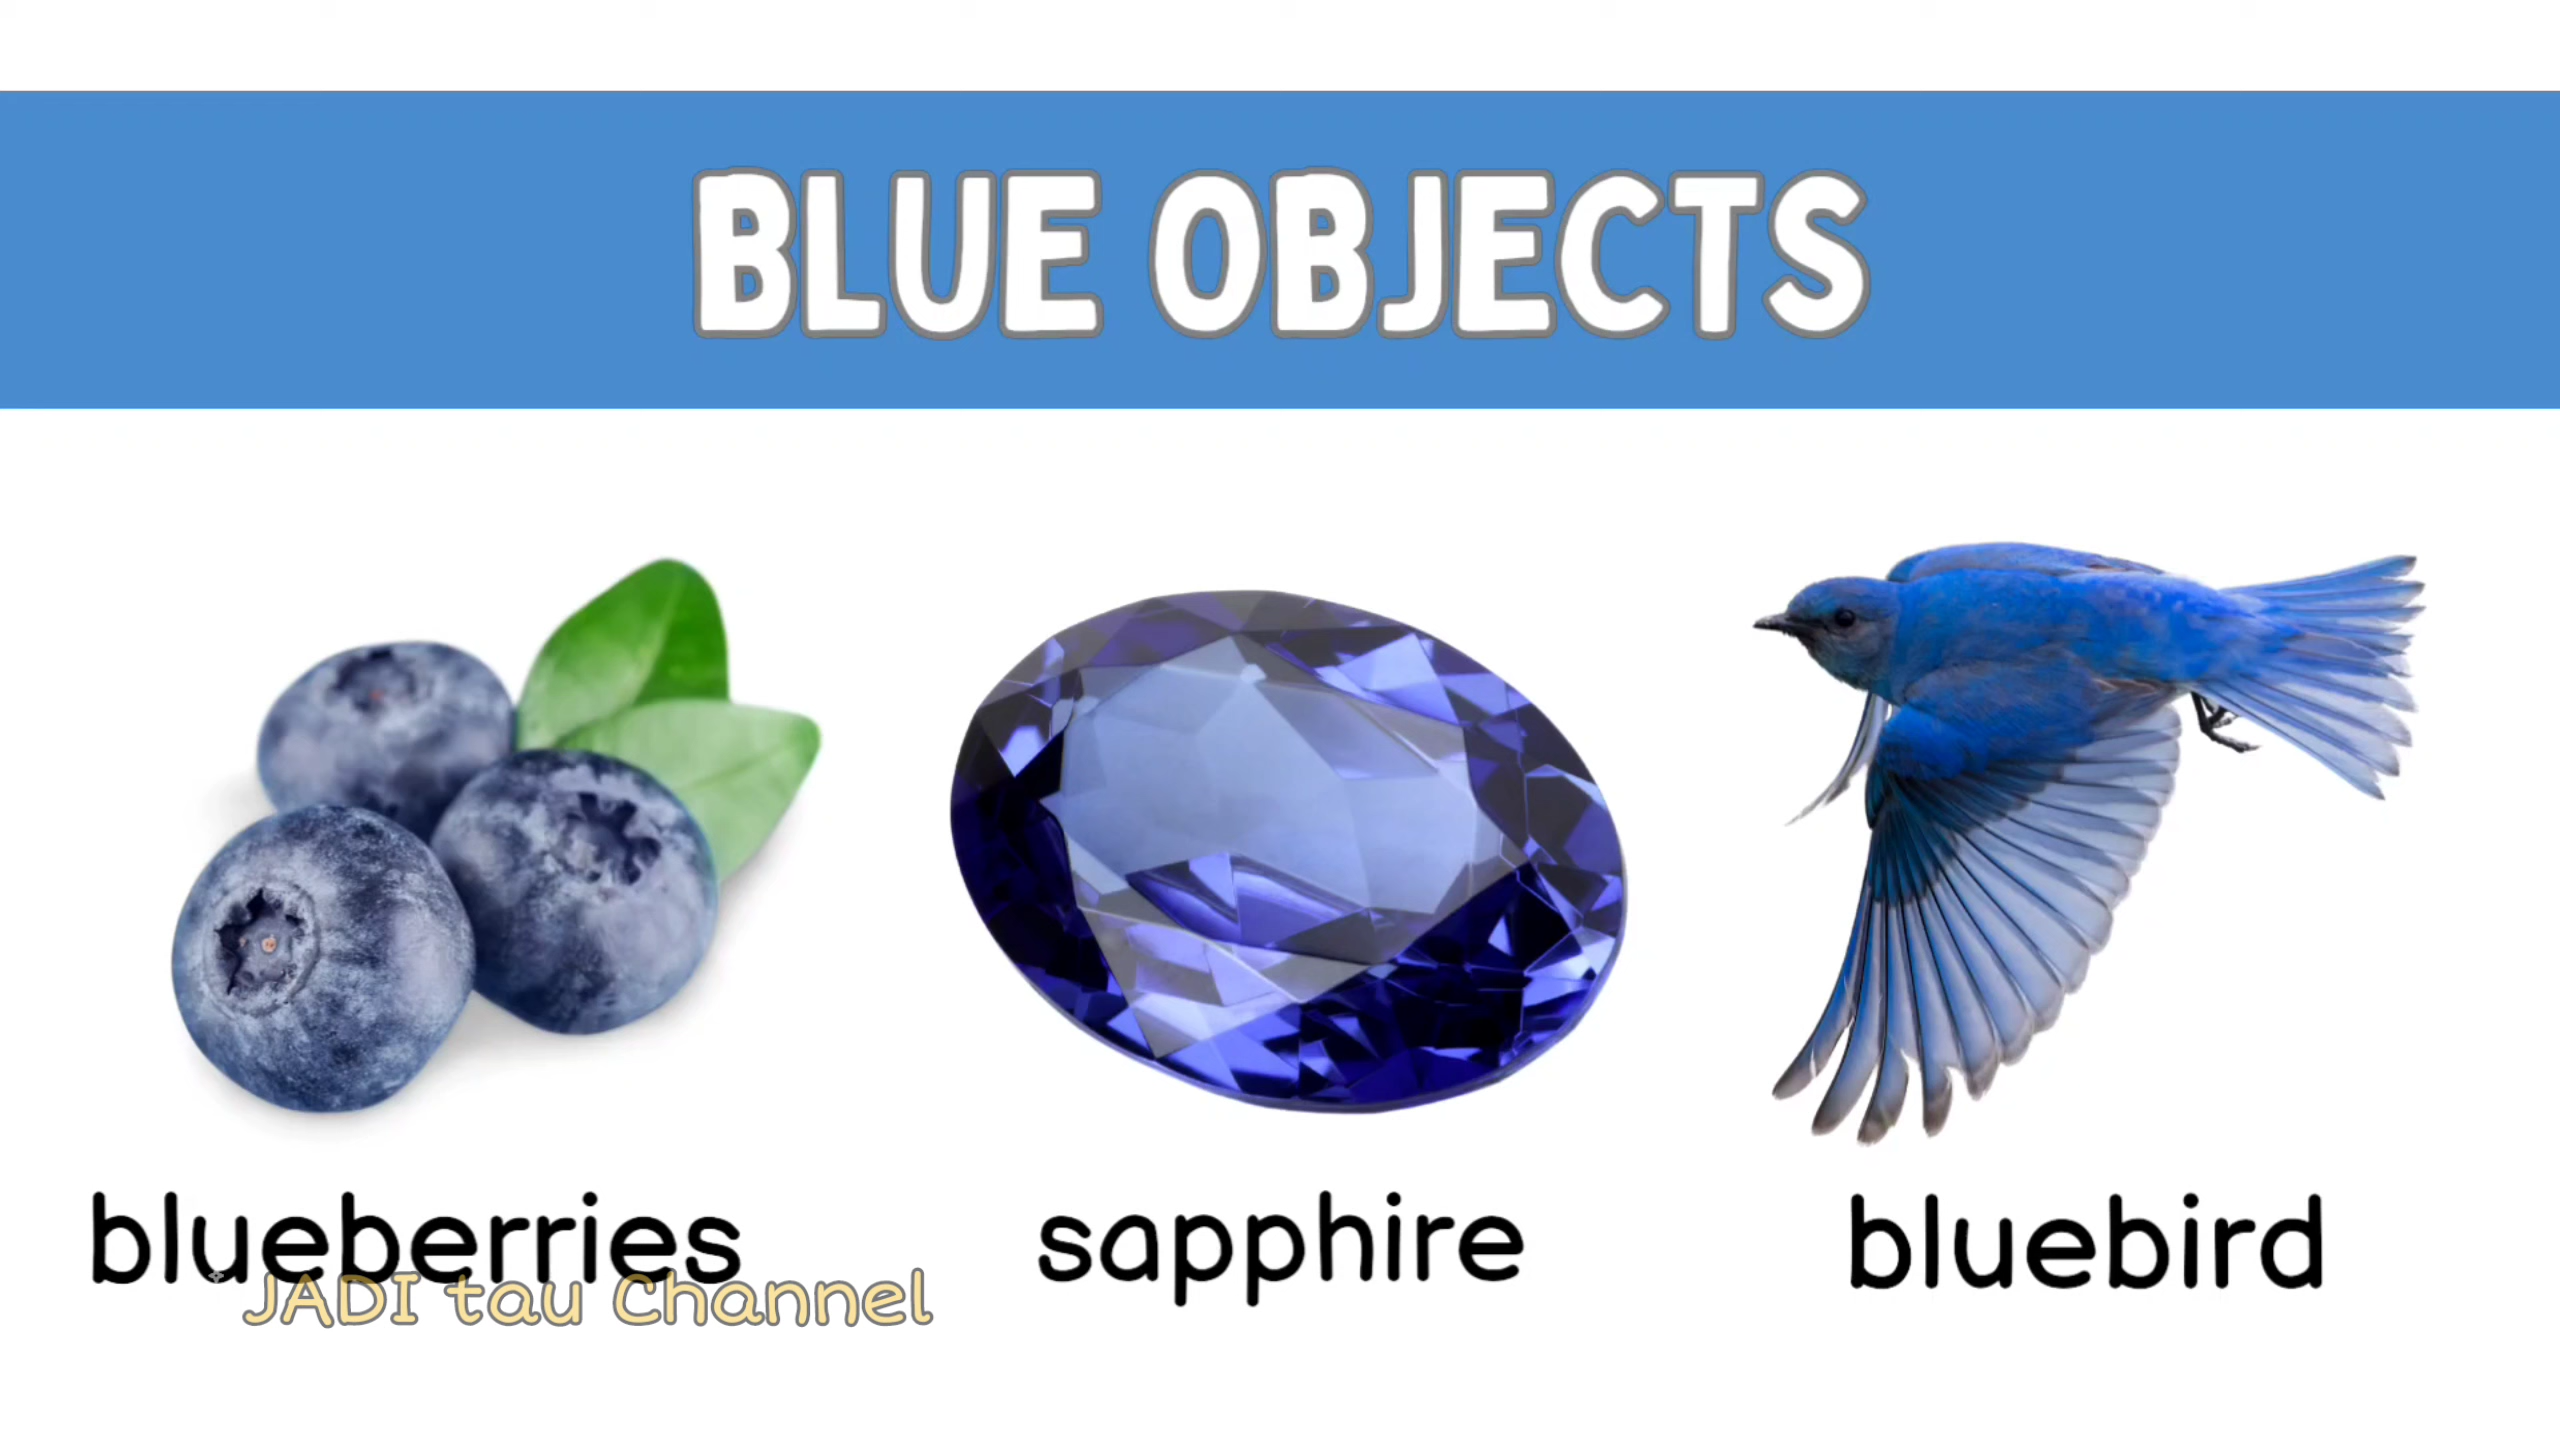 BLUE OBJECTS
blueberries
sapphire
bluebird
JADI tau Channel